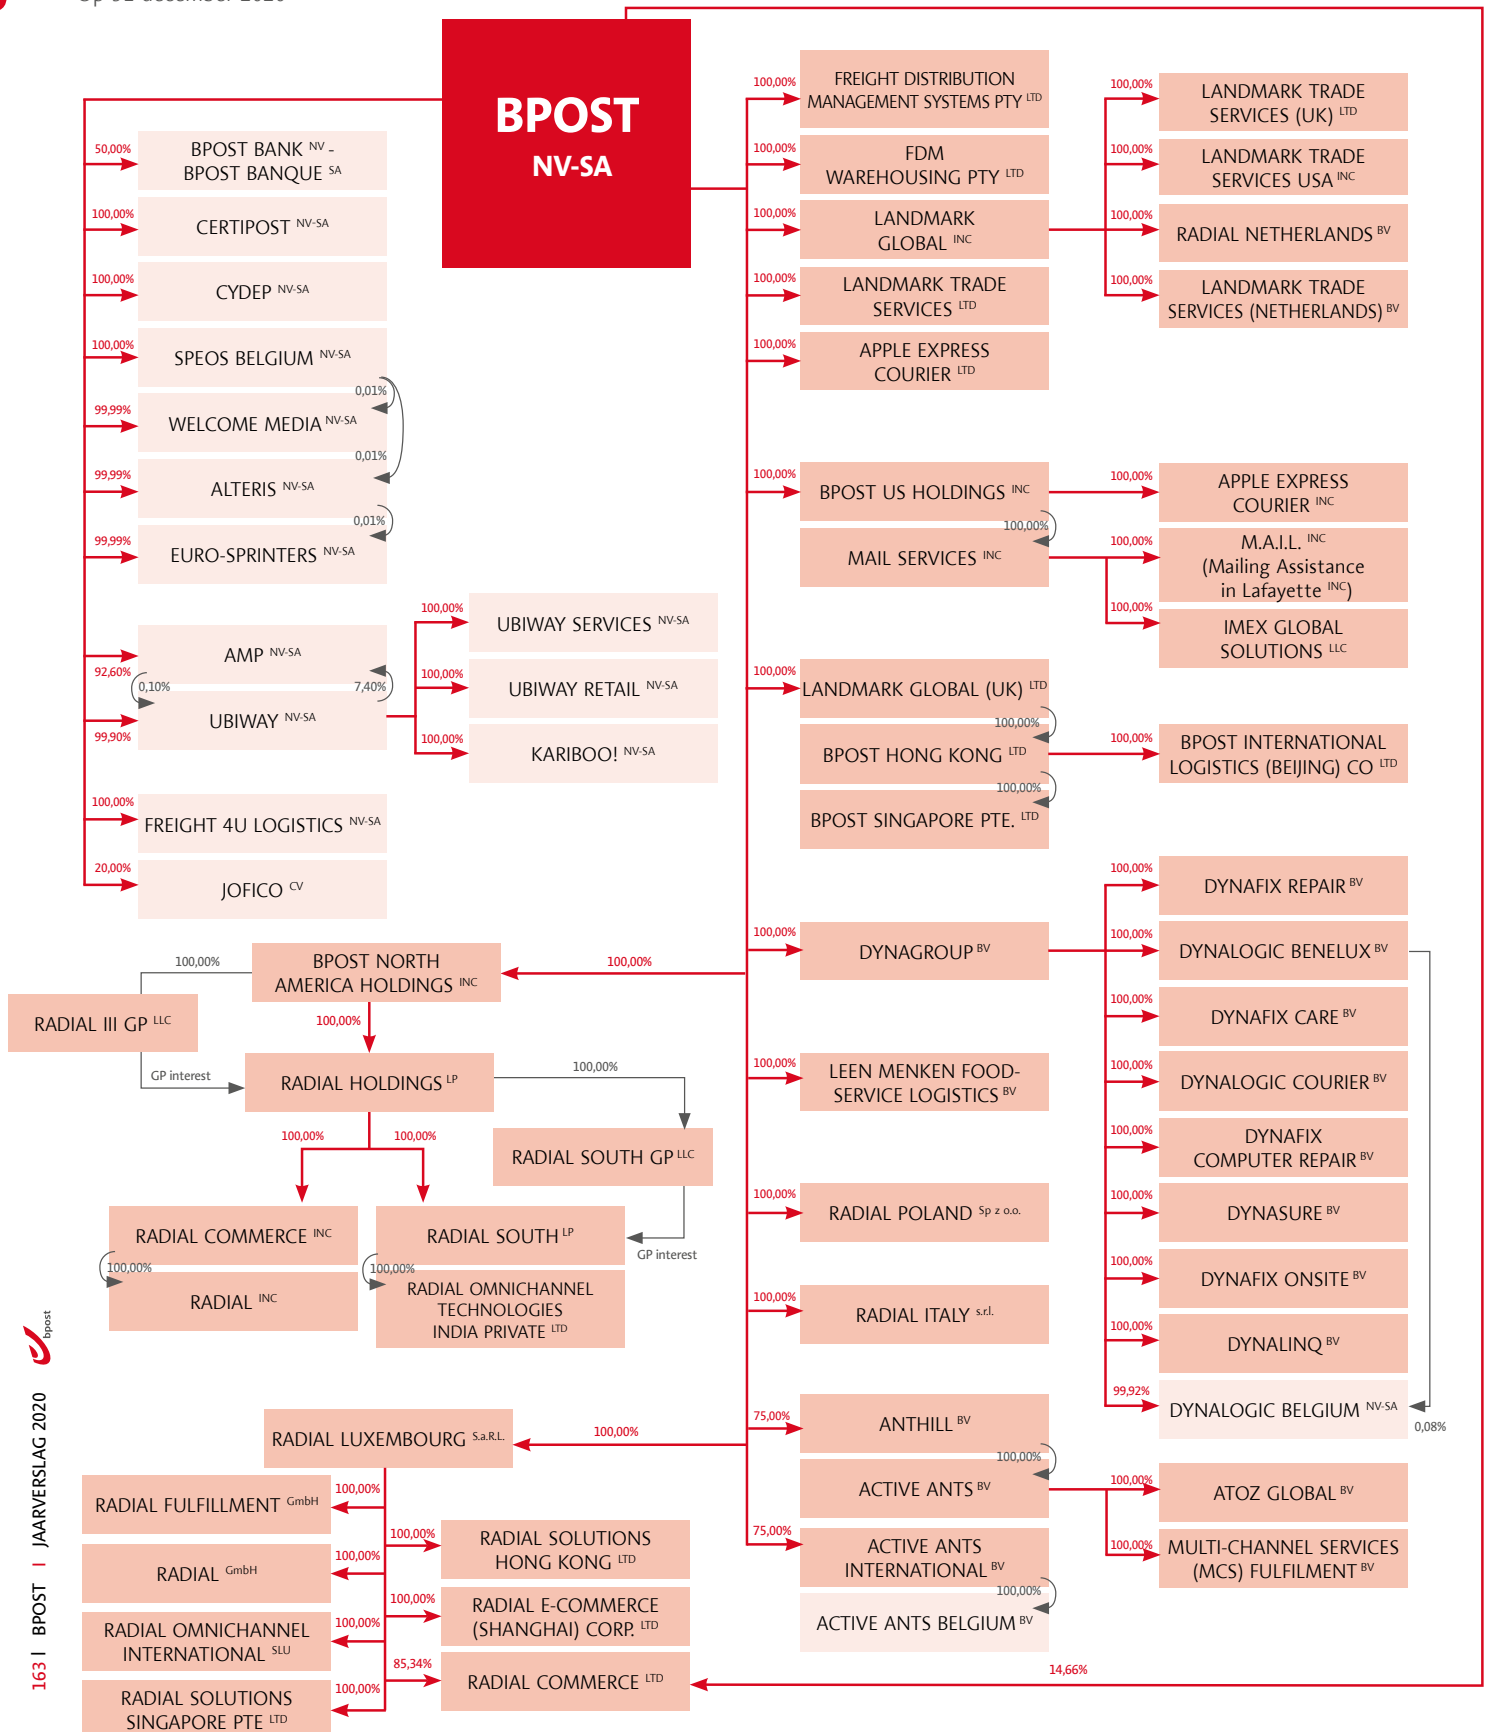 BPOST
NV-SA
50,00%
BPOST BANK NV -
BPOST BANQUE SA
100,00%
CERTIPOST NV-SA
100,00%
CYDEP NV-SA
100,00%
SPEOS BELGIUM NV-SA
0,01%
99,99%
WELCOME MEDIA NV-SA
0,01%
99,99%
ALTERIS NV-SA
0,01%
99,99%
EURO-SPRINTERS NV-SA
AMP NV-SA
92,60%
0,10%
7,40%
UBIWAY NV-SA
99,90%
100,00%
UBIWAY SERVICES NV-SA
100,00%
UBIWAY RETAIL NV-SA
100,00%
KARIBOO! NV-SA
100,00%
FREIGHT 4U LOGISTICS NV-SA
20,00%
JOFICO CV
100,00%
FREIGHT DISTRIBUTION
MANAGEMENT SYSTEMS PTY LTD
100,00%
FDM
WAREHOUSING PTY LTD
100,00%
LANDMARK
GLOBAL INC
100,00%
LANDMARK TRADE
SERVICES LTD
100,00%
APPLE EXPRESS
COURIER LTD
100,00%
LANDMARK TRADE
SERVICES (UK) LTD
100,00%
LANDMARK TRADE
SERVICES USA INC
100,00%
RADIAL NETHERLANDS BV
100,00%
LANDMARK TRADE
SERVICES (NETHERLANDS) BV
100,00%
BPOST US HOLDINGS INC
100,00%
MAIL SERVICES INC
100,00%
APPLE EXPRESS
COURIER INC
100,00%
M.A.I.L. INC
(Mailing Assistance
in Lafayette INC)
100,00%
IMEX GLOBAL
SOLUTIONS LLC
100,00%
LANDMARK GLOBAL (UK) LTD
100,00%
BPOST HONG KONG LTD
100,00%
BPOST SINGAPORE PTE. LTD
100,00%
BPOST INTERNATIONAL
LOGISTICS (BEIJING) CO LTD
100,00%
DYNAGROUP BV
100,00%
DYNAFIX REPAIR BV
100,00%
DYNALOGIC BENELUX BV
100,00%
DYNAFIX CARE BV
100,00%
DYNALOGIC COURIER BV
100,00%
DYNAFIX
COMPUTER REPAIR BV
100,00%
DYNASURE BV
100,00%
DYNAFIX ONSITE BV
100,00%
DYNALINQ BV
99,92%
DYNALOGIC BELGIUM NV-SA
0,08%
100,00%
LEEN MENKEN FOOD-
SERVICE LOGISTICS BV
100,00%
RADIAL POLAND Sp z o.o.
100,00%
RADIAL ITALY s.r.l.
75,00%
ANTHILL BV
100,00%
ACTIVE ANTS BV
100,00%
ATOZ GLOBAL BV
100,00%
MULTI-CHANNEL SERVICES
(MCS) FULFILMENT BV
75,00%
ACTIVE ANTS
INTERNATIONAL BV
100,00%
ACTIVE ANTS BELGIUM BV
100,00%
BPOST NORTH
AMERICA HOLDINGS INC
100,00%
RADIAL III GP LLC
100,00%
GP interest
RADIAL HOLDINGS LP
100,00%
RADIAL SOUTH GP LLC
GP interest
100,00%
100,00%
RADIAL COMMERCE INC
100,00%
RADIAL INC
RADIAL SOUTH LP
100,00%
RADIAL OMNICHANNEL
TECHNOLOGIES
INDIA PRIVATE LTD
100,00%
RADIAL LUXEMBOURG S.a.R.L.
100,00%
RADIAL FULFILLMENT GmbH
100,00%
RADIAL SOLUTIONS
HONG KONG LTD
100,00%
RADIAL GmbH
100,00%
RADIAL E-COMMERCE
(SHANGHAI) CORP. LTD
100,00%
RADIAL OMNICHANNEL
INTERNATIONAL SLU
85,34%
RADIAL COMMERCE LTD
14,66%
100,00%
RADIAL SOLUTIONS
SINGAPORE PTE LTD
163 I BPOST I JAARVERSLAG 2020
bpost